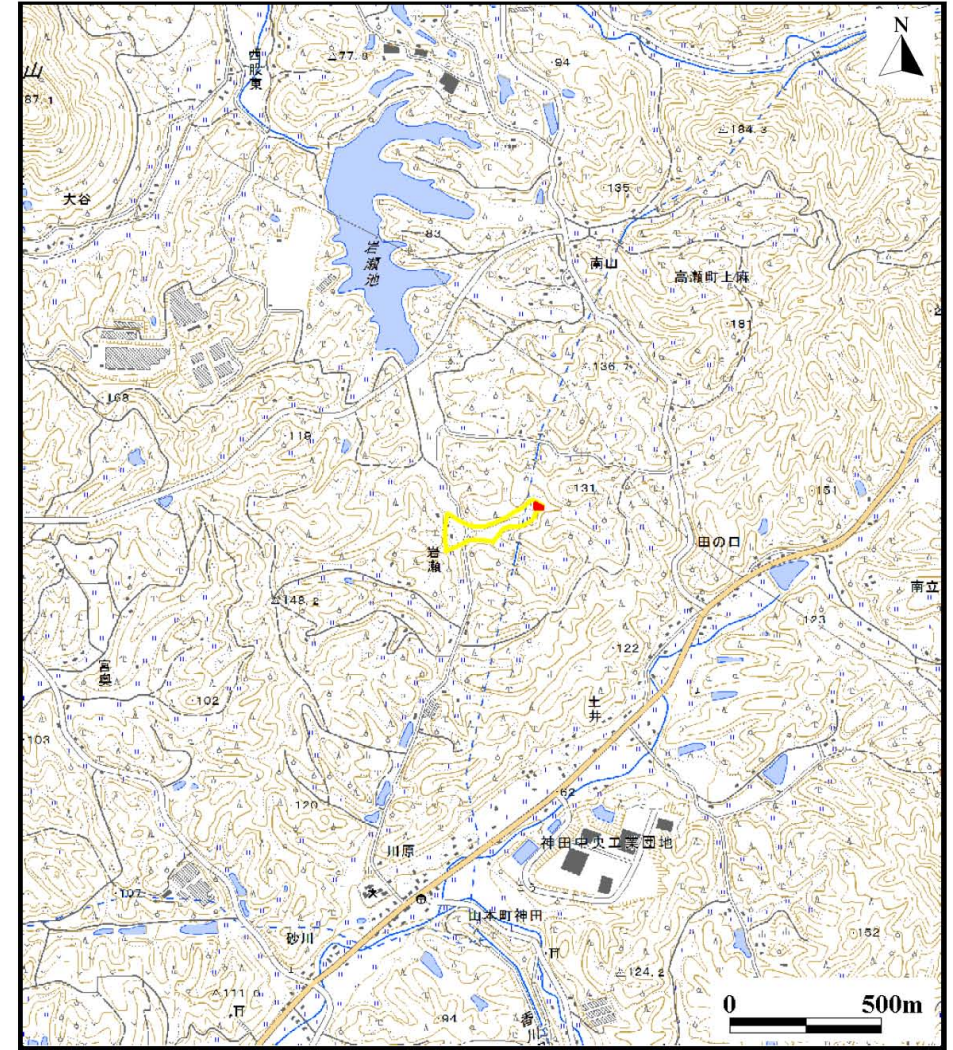 N
西股東
77.3
94
山
87.1
184.3
135
大谷
83
岩瀬池
南山
高瀬町上麻
181
136.7
168
118
131
151
田の口
岩瀬
南立
148.2
123
122
宮奥
102
土井
103
62
120
神田中央工業団地
川原
107
山本町神田
砂川
152
124.2
111.0
94
香川
0
500m